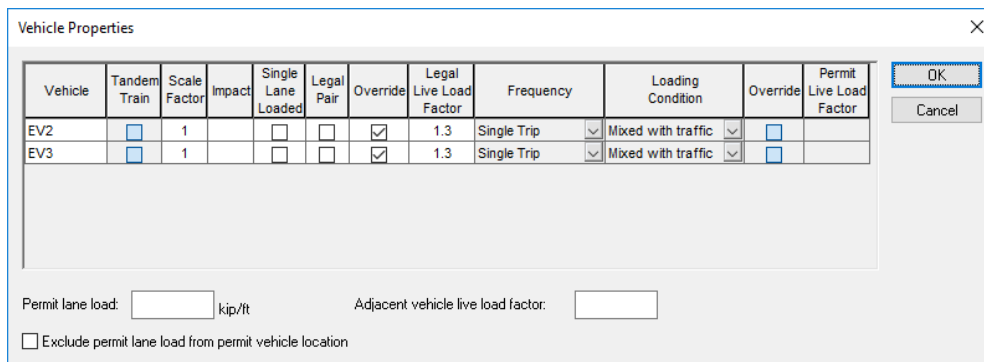 Vehicle Properties
Vehicle Tandem Train Scale Factor Impact Single Lane Loaded Legal Pair Override Legal Live Load Factor Frequency Loading Condition Override Permit Live Load Factor
EV2 1 1.3 Single Trip Mixed with traffic
EV3 1 1.3 Single Trip Mixed with traffic
OK
Cancel
Permit lane load: kip/ft Adjacent vehicle live load factor:
Exclude permit lane load from permit vehicle location